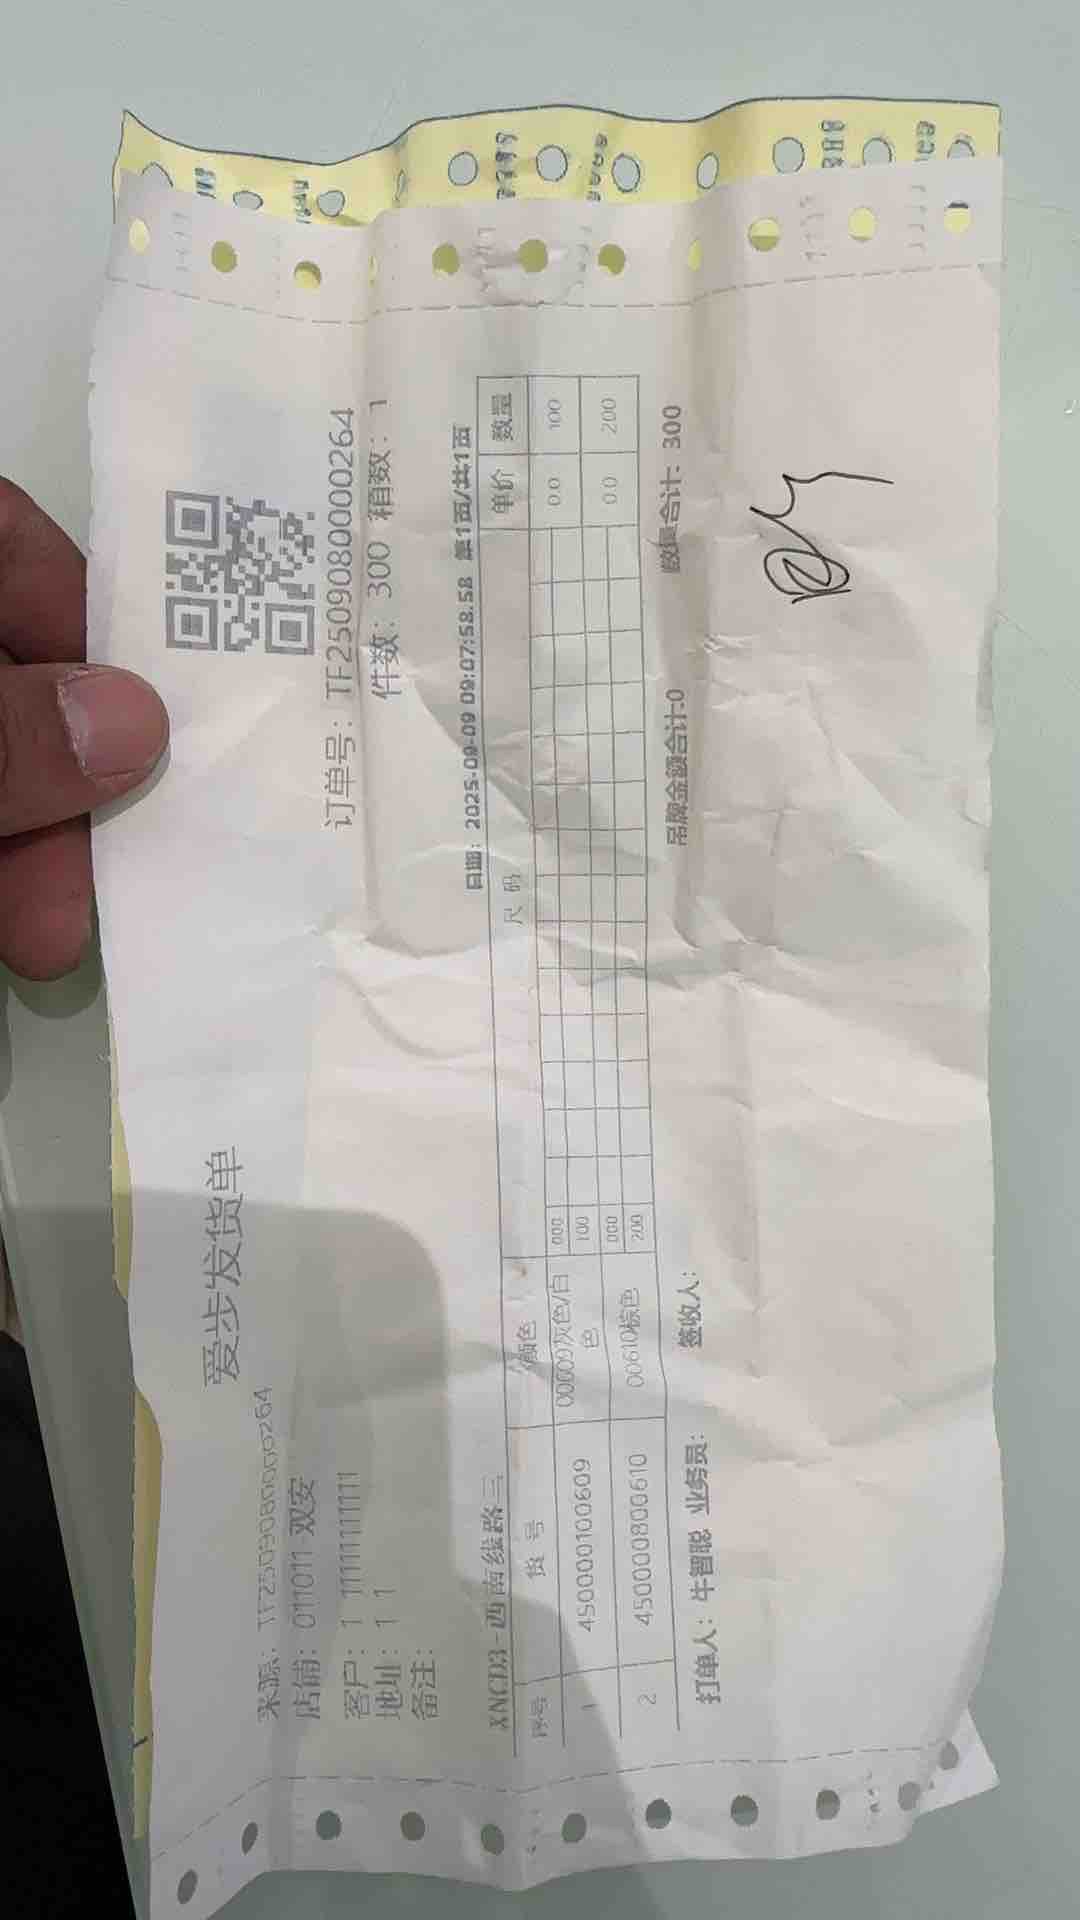 爱步发货单
来源：TF2509080000264
店铺：011011-双安
客户：1 11111111111
地址：1 1
备注：
订单号：TF2509080000264
件数：300 箱数：1
XNCD3-西南线路三
日期：2025-09-09 09:07:58.58 第1页/共1页
序号 货号 颜色 尺码 单价 数量
1 45000100609 00609灰色/白色 000 100 0.0 100
2 45000800610 00610棕色 000 200 0.0 200
吊牌金额合计:0 数量合计：300
打单人：牛智聪 业务员： 签收人：